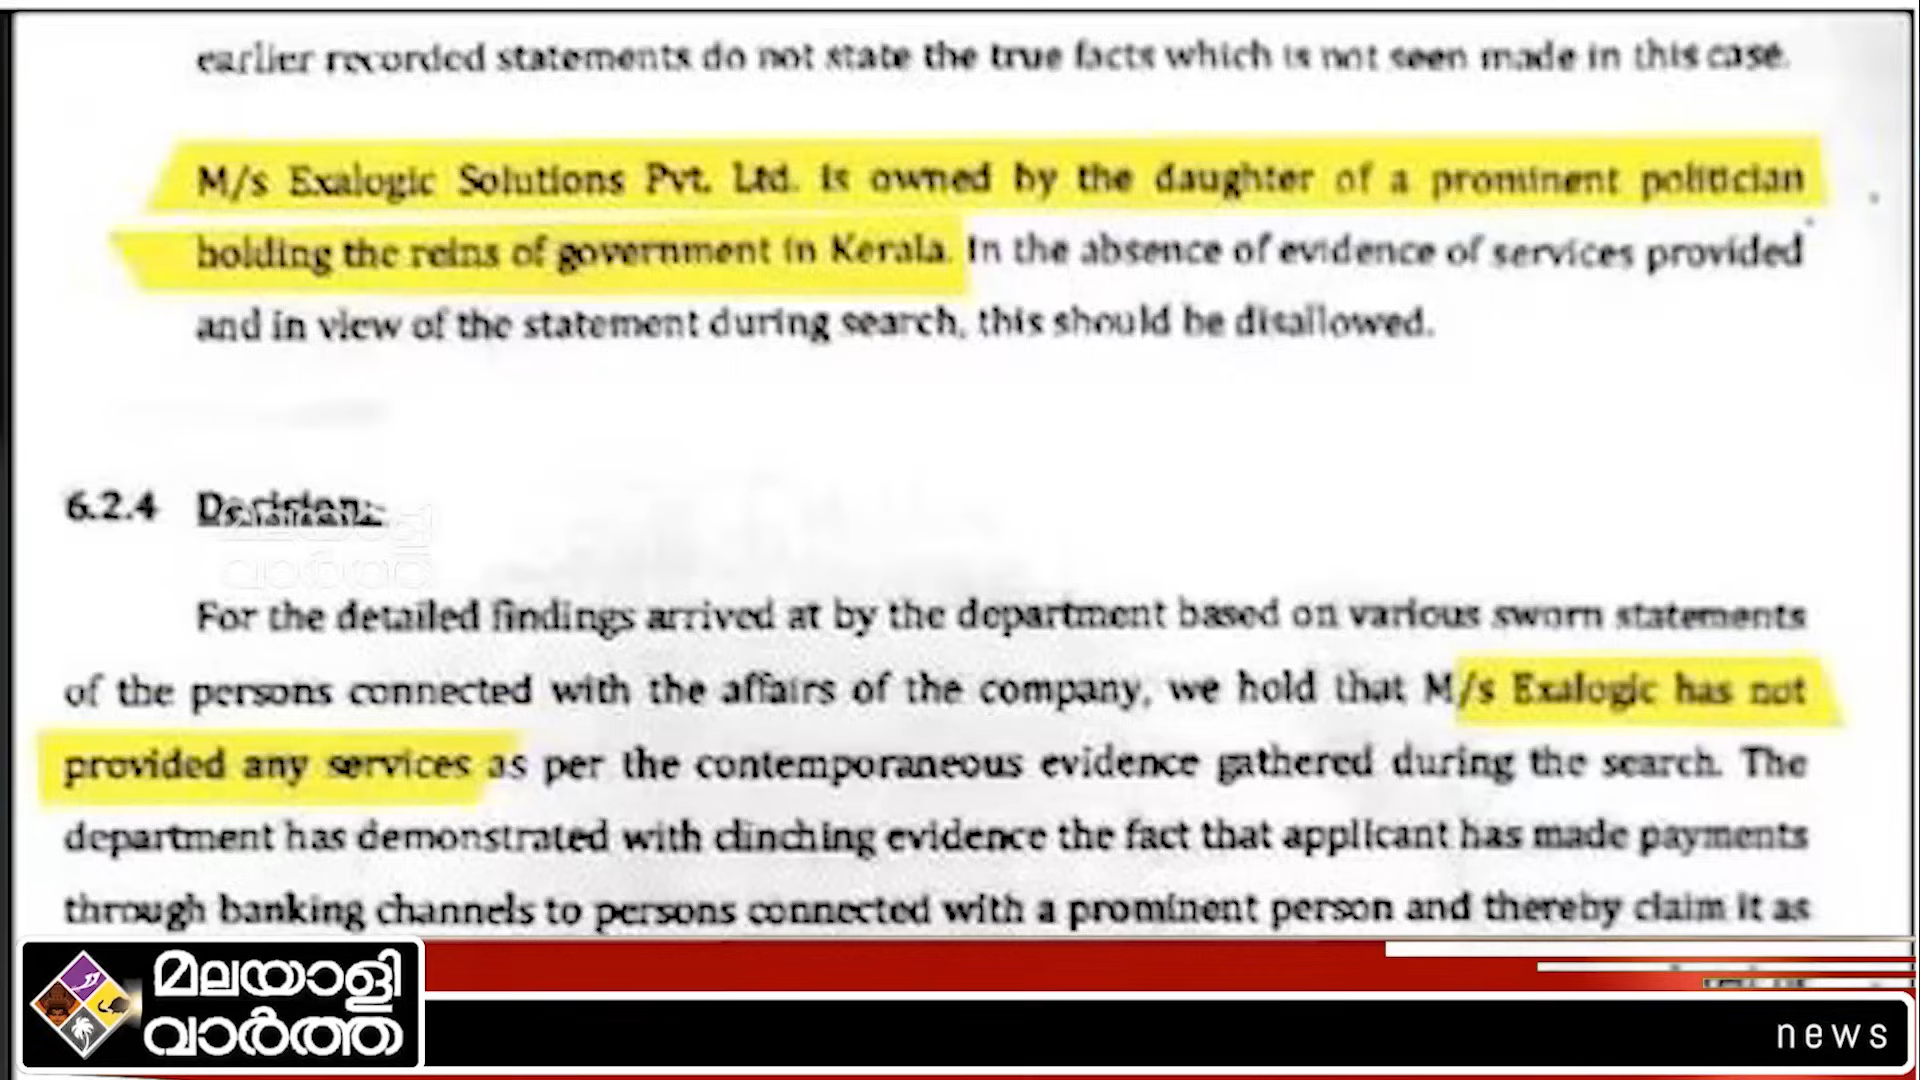 earlier recorded statements do not state the true facts which is not seen made in this case.
M/s Exalogic Solutions Pvt. Ltd. is owned by the daughter of a prominent politician
holding the reins of government in Kerala. In the absence of evidence of services provided
and in view of the statement during search, this should be disallowed.
6.2.4 Decision:
For the detailed findings arrived at by the department based on various sworn statements
of the persons connected with the affairs of the company, we hold that M/s Exalogic has not
provided any services as per the contemporaneous evidence gathered during the search. The
department has demonstrated with clinching evidence the fact that applicant has made payments
through banking channels to persons connected with a prominent person and thereby claim it as
മലയാളി
വാർത്ത
news